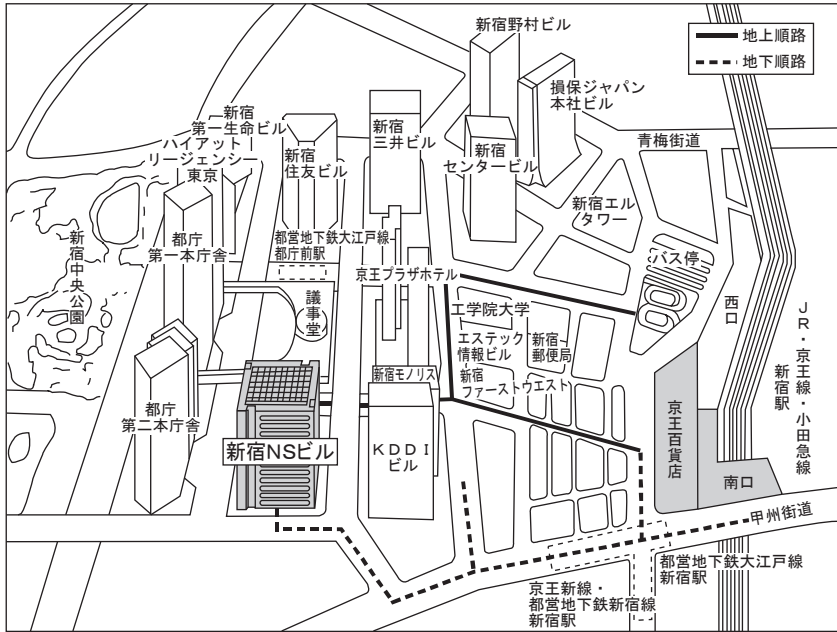 新宿野村ビル
地上順路
地下順路
損保ジャパン
本社ビル
新宿
第一生命ビル
ハイアット
リージェンシー
東京
新宿
住友ビル
新宿
三井ビル
新宿
センタービル
青梅街道
新宿エル
タワー
新宿中央公園
都庁
第一本庁舎
都営地下鉄大江戸線
都庁前駅
京王プラザホテル
バス停
議事堂
工学院大学
エステック
情報ビル
新宿
郵便局
西口
JR・京王線・小田急線
新宿駅
新宿モノリス
新宿
ファーストウエスト
都庁
第二本庁舎
新宿NSビル
KDDI
ビル
京王百貨店
南口
甲州街道
都営地下鉄大江戸線
新宿駅
京王新線・
都営地下鉄新宿線
新宿駅